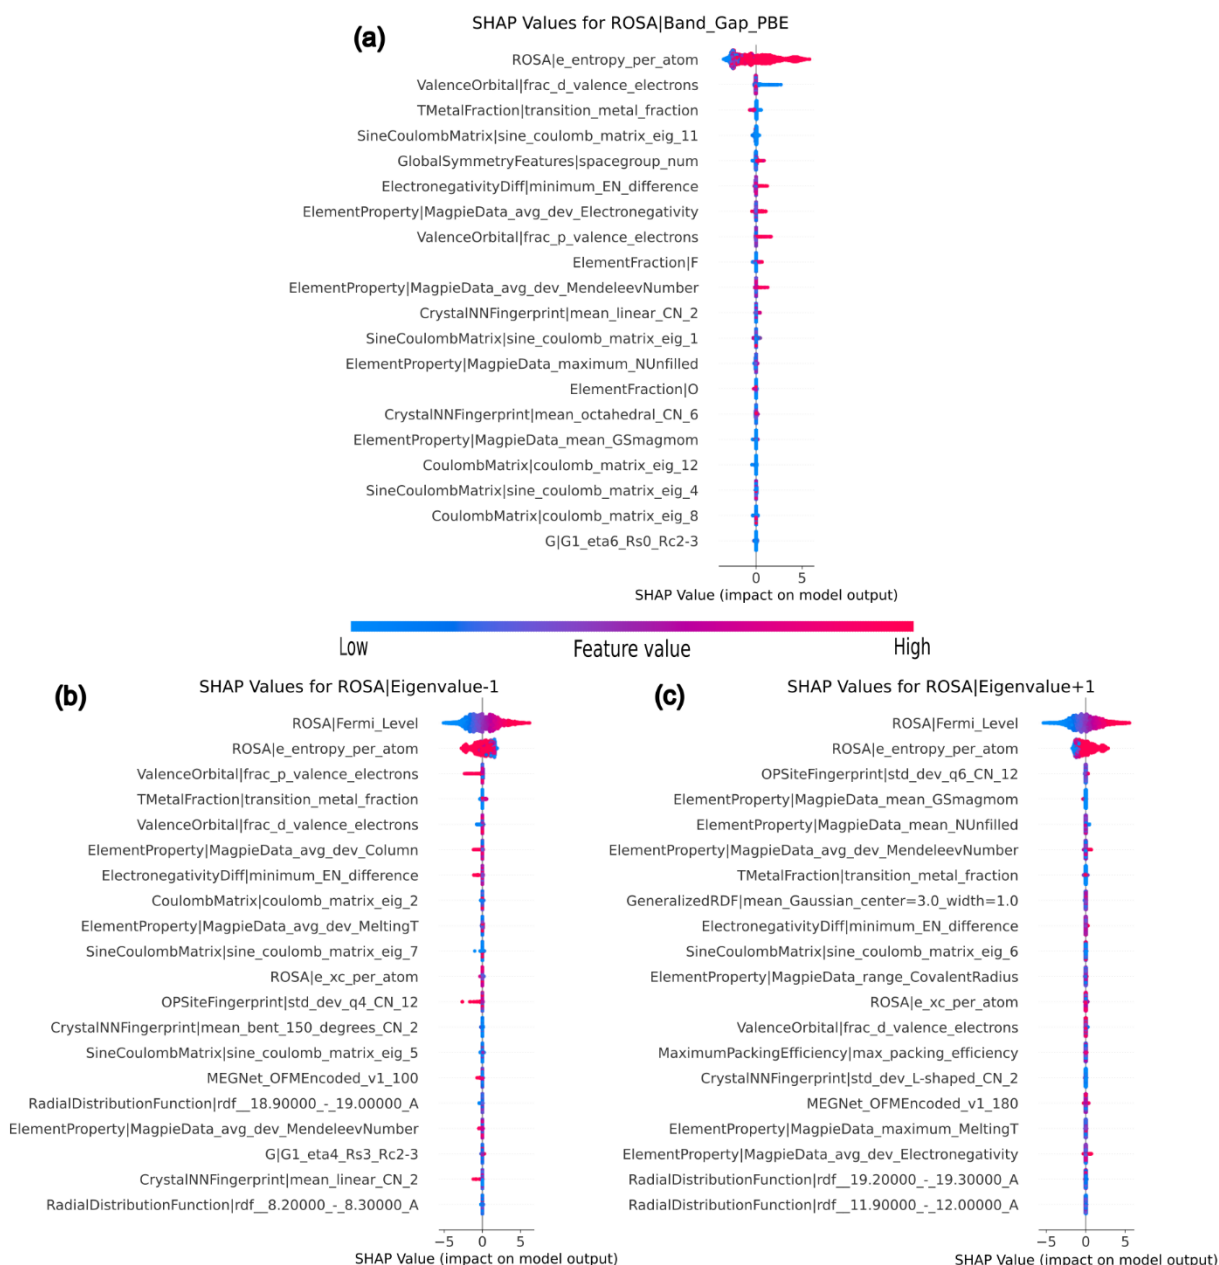 (a)
SHAP Values for ROSA|Band_Gap_PBE
ROSA|e_entropy_per_atom
ValenceOrbital|frac_d_valence_electrons
TMetalFraction|transition_metal_fraction
SineCoulombMatrix|sine_coulomb_matrix_eig_11
GlobalSymmetryFeatures|spacegroup_num
ElectronegativityDiff|minimum_EN_difference
ElementProperty|MagpieData_avg_dev_Electronegativity
ValenceOrbital|frac_p_valence_electrons
ElementFraction|F
ElementProperty|MagpieData_avg_dev_MendeleevNumber
CrystalNNFingerprint|mean_linear_CN_2
SineCoulombMatrix|sine_coulomb_matrix_eig_1
ElementProperty|MagpieData_maximum_NUnfilled
ElementFraction|O
CrystalNNFingerprint|mean_octahedral_CN_6
ElementProperty|MagpieData_mean_GSmagmom
CoulombMatrix|coulomb_matrix_eig_12
SineCoulombMatrix|sine_coulomb_matrix_eig_4
CoulombMatrix|coulomb_matrix_eig_8
G|G1_eta6_Rs0_Rc2-3
0 5
SHAP Value (impact on model output)
Low Feature value High
(b)
SHAP Values for ROSA|Eigenvalue-1
ROSA|Fermi_Level
ROSA|e_entropy_per_atom
ValenceOrbital|frac_p_valence_electrons
TMetalFraction|transition_metal_fraction
ValenceOrbital|frac_d_valence_electrons
ElementProperty|MagpieData_avg_dev_Column
ElectronegativityDiff|minimum_EN_difference
CoulombMatrix|coulomb_matrix_eig_2
ElementProperty|MagpieData_avg_dev_MeltingT
SineCoulombMatrix|sine_coulomb_matrix_eig_7
ROSA|e_xc_per_atom
OPSiteFingerprint|std_dev_q4_CN_12
CrystalNNFingerprint|mean_bent_150_degrees_CN_2
SineCoulombMatrix|sine_coulomb_matrix_eig_5
MEGNet_OFMEncoded_v1_100
RadialDistributionFunction|rdf__18.90000_-_19.00000_A
ElementProperty|MagpieData_avg_dev_MendeleevNumber
G|G1_eta4_Rs3_Rc2-3
CrystalNNFingerprint|mean_linear_CN_2
RadialDistributionFunction|rdf__8.20000_-_8.30000_A
−5 0 5
SHAP Value (impact on model output)
(c)
SHAP Values for ROSA|Eigenvalue+1
ROSA|Fermi_Level
ROSA|e_entropy_per_atom
OPSiteFingerprint|std_dev_q6_CN_12
ElementProperty|MagpieData_mean_GSmagmom
ElementProperty|MagpieData_mean_NUnfilled
ElementProperty|MagpieData_avg_dev_MendeleevNumber
TMetalFraction|transition_metal_fraction
GeneralizedRDF|mean_Gaussian_center=3.0_width=1.0
ElectronegativityDiff|minimum_EN_difference
SineCoulombMatrix|sine_coulomb_matrix_eig_6
ElementProperty|MagpieData_range_CovalentRadius
ROSA|e_xc_per_atom
ValenceOrbital|frac_d_valence_electrons
MaximumPackingEfficiency|max_packing_efficiency
CrystalNNFingerprint|std_dev_L-shaped_CN_2
MEGNet_OFMEncoded_v1_180
ElementProperty|MagpieData_maximum_MeltingT
ElementProperty|MagpieData_avg_dev_Electronegativity
RadialDistributionFunction|rdf__19.20000_-_19.30000_A
RadialDistributionFunction|rdf__11.90000_-_12.00000_A
−5 0 5
SHAP Value (impact on model output)